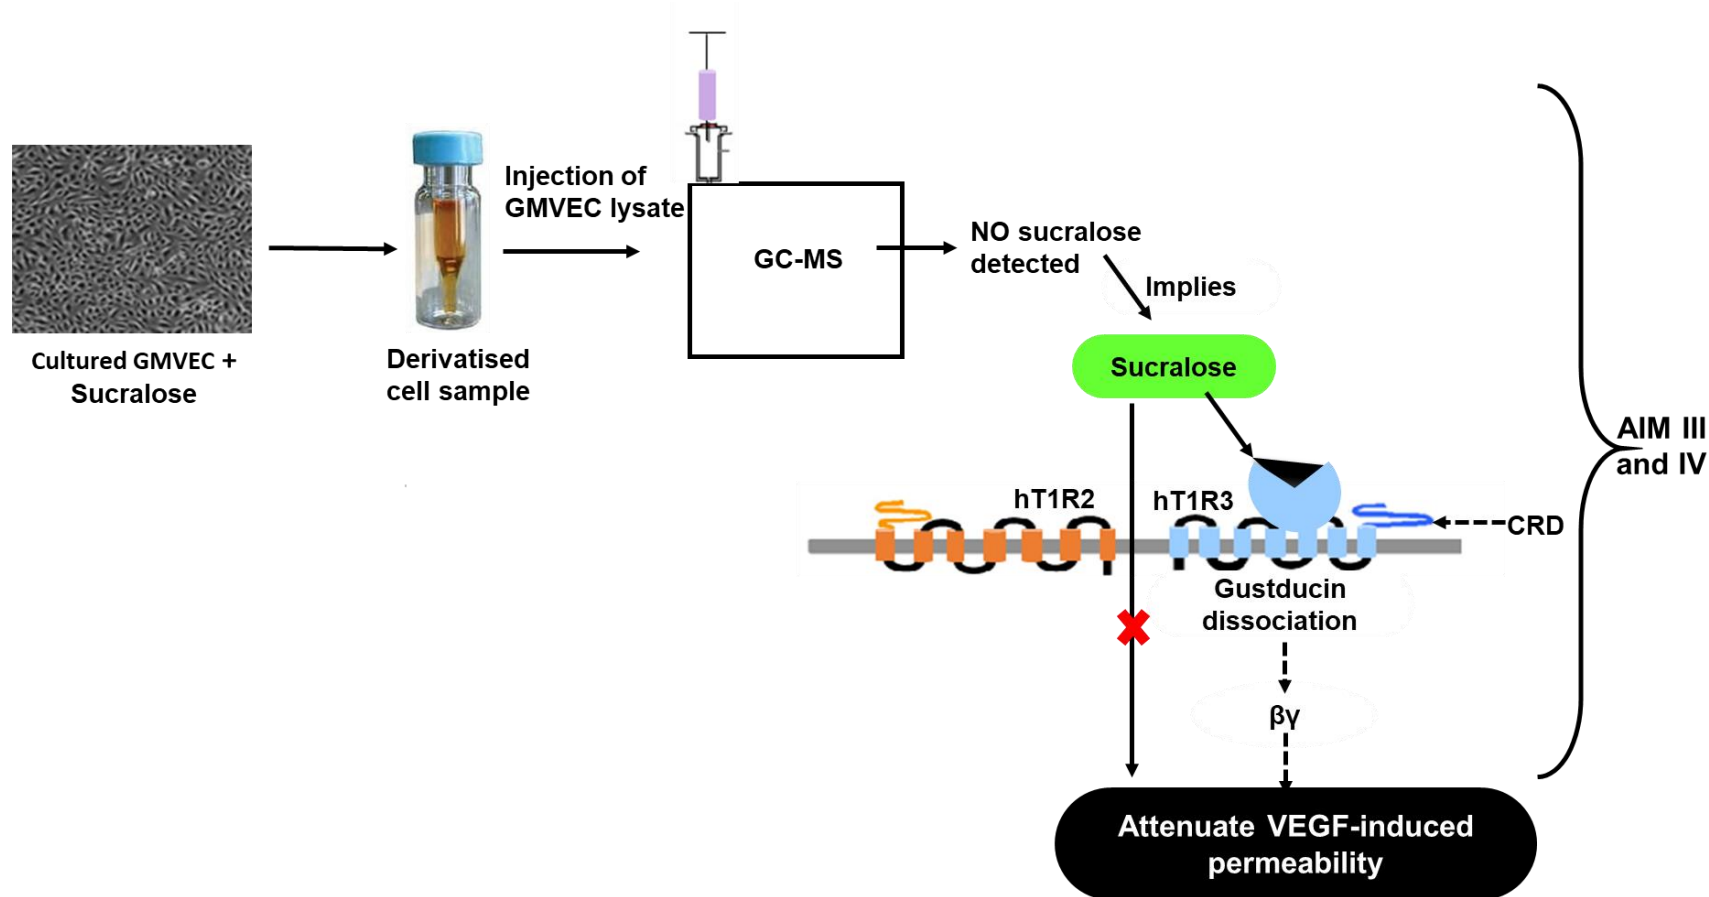 Cultured GMVEC +
Sucralose
Derivatised
cell sample
Injection of
GMVEC lysate
GC-MS
NO sucralose
detected
Implies
Sucralose
hT1R2
hT1R3
CRD
Gustducin
dissociation
βγ
Attenuate VEGF-induced
permeability
AIM III
and IV